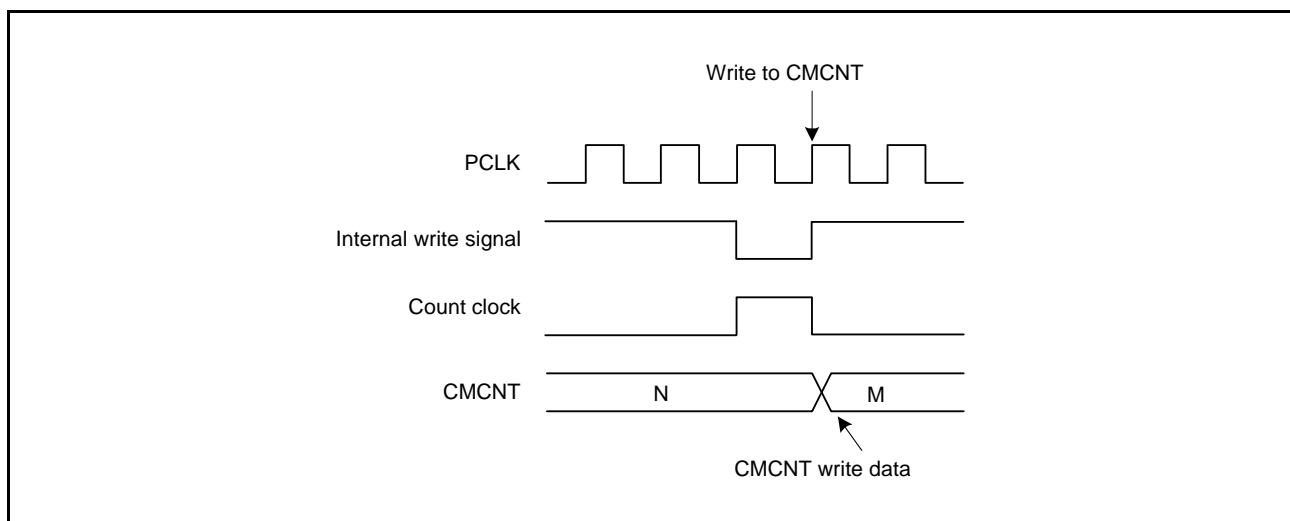 Write to CMCNT
PCLK
Internal write signal
Count clock
CMCNT
N
M
CMCNT write data